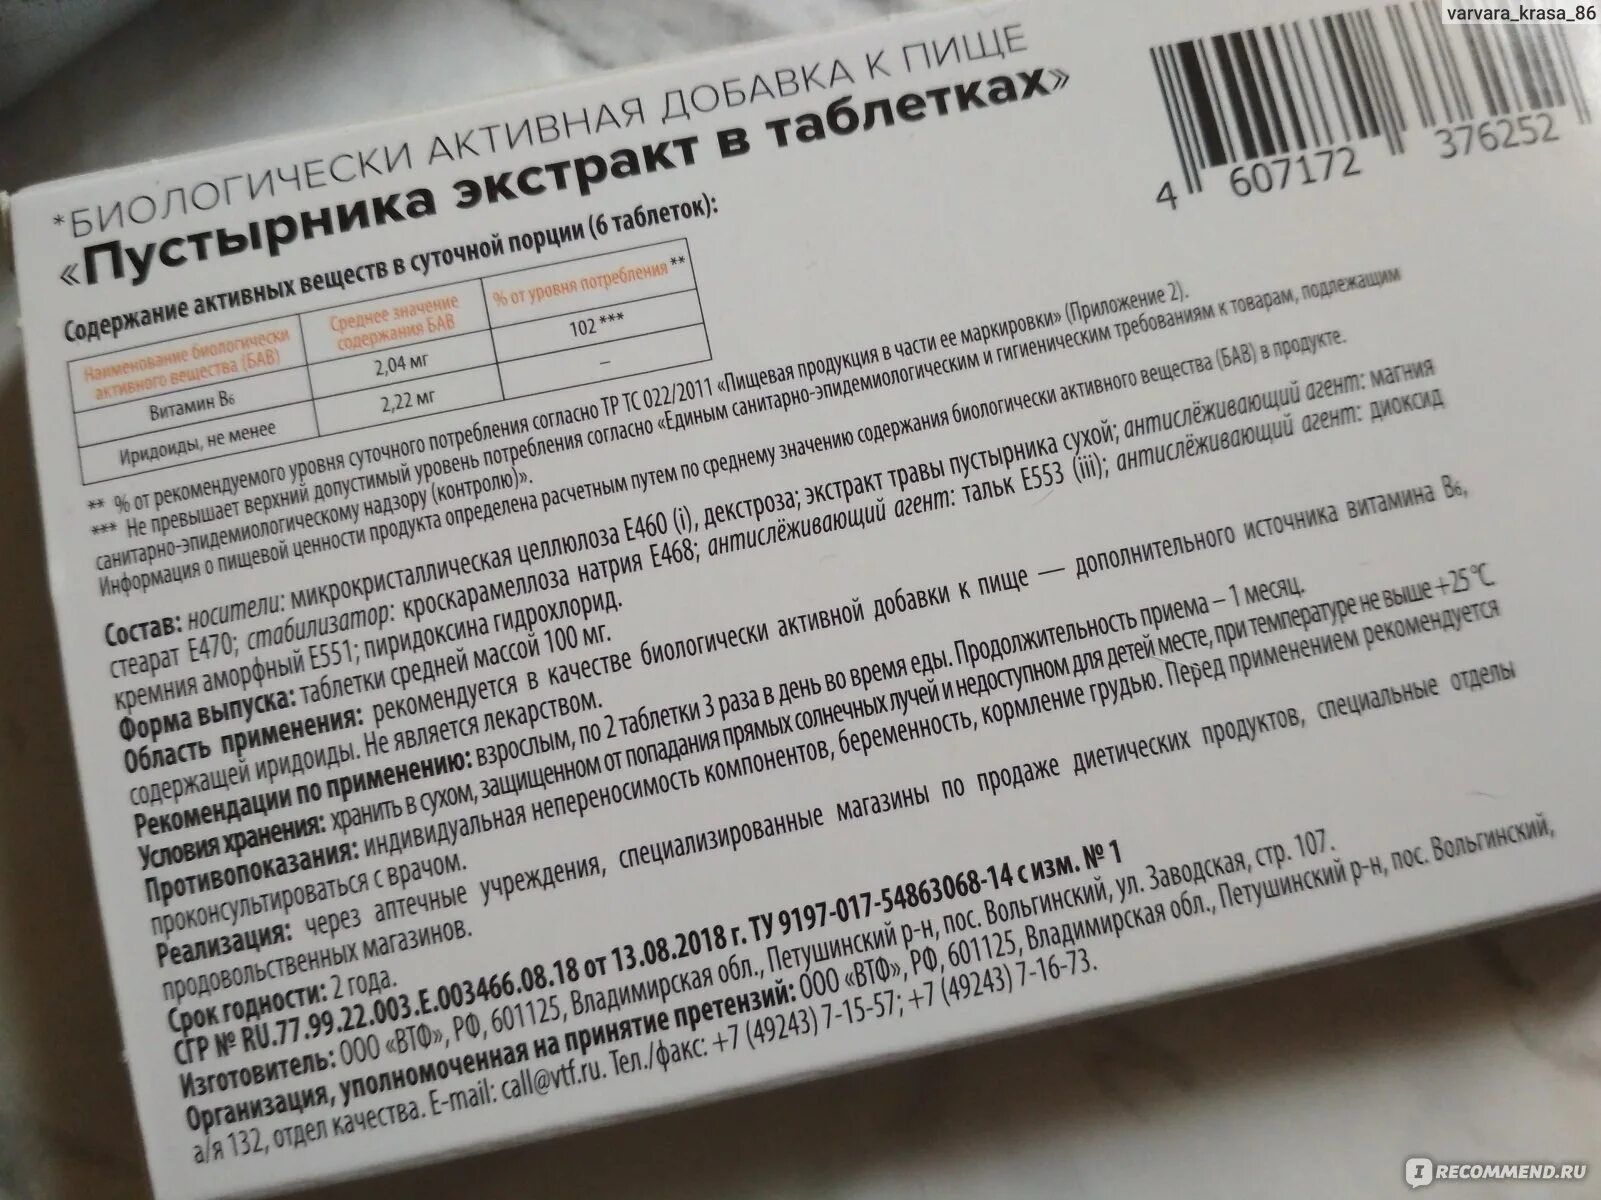 varvara_krasa_86
*БИОЛОГИЧЕСКИ АКТИВНАЯ ДОБАВКА К ПИЩЕ
«Пустырника экстракт в таблетках»
4 607172 376252
Содержание активных веществ в суточной порции (6 таблеток):
Наименование биологически активного вещества (БАВ) Среднее значение содержания БАВ % от уровня потребления**
Витамин В6 2,04 мг 102***
Иридоиды, не менее 2,22 мг –
** % от рекомендуемого уровня суточного потребления согласно ТР ТС 022/2011 «Пищевая продукция в части ее маркировки» (Приложение 2).
*** Не превышает верхний допустимый уровень потребления согласно «Единым санитарно-эпидемиологическим и гигиеническим требованиям к товарам, подлежащим
санитарно-эпидемиологическому надзору (контролю)».
Информация о пищевой ценности продукта определена расчетным путем по среднему значению содержания биологически активного вещества (БАВ) в продукте.
Состав: носители: микрокристаллическая целлюлоза Е460 (i), декстроза; экстракт травы пустырника сухой; антислёживающий агент: магния
стеарат Е470; стабилизатор: кроскарамеллоза натрия Е468; антислёживающий агент: тальк Е553 (iii); антислёживающий агент: диоксид
кремния аморфный Е551; пиридоксина гидрохлорид.
Форма выпуска: таблетки средней массой 100 мг.
Область применения: рекомендуется в качестве биологически активной добавки к пище — дополнительного источника витамина В6,
содержащей иридоиды. Не является лекарством.
Рекомендации по применению: взрослым, по 2 таблетки 3 раза в день во время еды. Продолжительность приема – 1 месяц.
Условия хранения: хранить в сухом, защищенном от попадания прямых солнечных лучей и недоступном для детей месте, при температуре не выше +25°С.
Противопоказания: индивидуальная непереносимость компонентов, беременность, кормление грудью. Перед применением рекомендуется
проконсультироваться с врачом.
Реализация: через аптечные учреждения, специализированные магазины по продаже диетических продуктов, специальные отделы
продовольственных магазинов.
Срок годности: 2 года.
СГР № RU.77.99.22.003.Е.003466.08.18 от 13.08.2018 г. ТУ 9197-017-54863068-14 с изм. № 1
Изготовитель: ООО «ВТФ», РФ, 601125, Владимирская обл., Петушинский р-н, пос. Вольгинский, ул. Заводская, стр. 107.
Организация, уполномоченная на принятие претензий: ООО «ВТФ», РФ, 601125, Владимирская обл., Петушинский р-н, пос. Вольгинский,
а/я 132, отдел качества. E-mail: call@vtf.ru. Тел./факс: +7 (49243) 7-15-57; +7 (49243) 7-16-73.
IRECOMMEND.RU